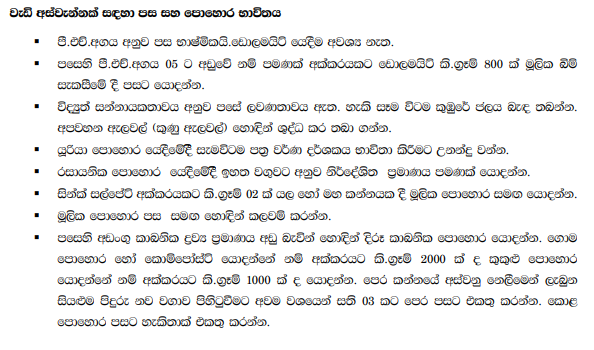 වැඩි අස්වැන්නක් සඳහා පස සහ පොහොර භාවිතය
▪ පී.එච්.අගය අනුව පස භාෂ්මිකයි.ඩොලමයිට් යෙදීම අවශ්‍ය නැත.
▪ පසෙහි පී.එච්.අගය 05 ට අඩුවේ නම් පමණක් අක්කරයකට ඩොලමයිට් කි.ග්‍රෑම් 800 ක් මූලික බිම්
සැකසීමේ දී පසට යොදන්න.
▪ විද්‍යුත් සන්නායකතාවය අනුව පසේ ලවණතාවය ඇත. හැකි සෑම විටම කුඹුරේ ජලය බැඳ තබන්න.
අපවහන ඇලවල් (කුණු ඇලවල්) හොඳින් ශුද්ධ කර තබා ගන්න.
▪ යූරියා පොහොර යෙදීමේදී සැමවිටම පත්‍ර වර්ණ දර්ශකය භාවිතා කිරීමට උනන්දු වන්න.
▪ රසායනික පොහොර යෙදීමේදී ඉහත වගුවට අනුව නිර්දේශිත ප්‍රමාණය පමණක් යොදන්න.
▪ සින්ක් සල්පේට් අක්කරයකට කි.ග්‍රෑම් 02 ක් යල හෝ මහ කන්නයක දී මූලික පොහොර සමඟ යොදන්න.
▪ මූලික පොහොර පස සමඟ හොඳින් කලවම් කරන්න.
▪ පසෙහි අඩංගු කාබනික ද්‍රව්‍ය ප්‍රමාණය අඩු බැවින් හොඳින් දිරූ කාබනික පොහොර යොදන්න. ගොම
පොහොර හෝ කොම්පෝස්ට් යොදන්නේ නම් අක්කරයකට කි.ග්‍රෑම් 2000 ක් ද කුකුළු පොහොර
යොදන්නේ නම් අක්කරයකට කි.ග්‍රෑම් 1000 ක් ද යොදන්න. පෙර කන්නයේ අස්වනු නෙලීමෙන් ලැබුන
සියළුම පිදුරු නව වගාව පිහිටුවීමට අවම වශයෙන් සති 03 කට පෙර පසට එකතු කරන්න. කොළ
පොහොර පසට හැකිතාක් එකතු කරන්න.